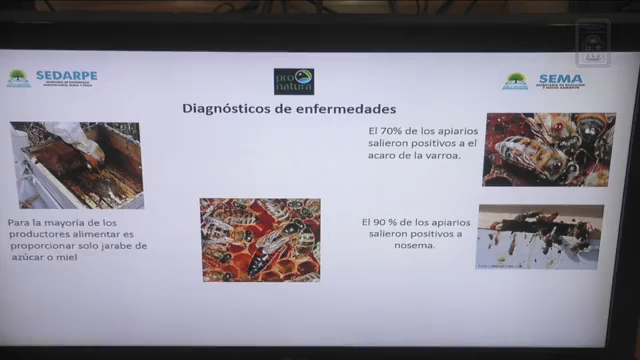 SEDARPE
pro
natura
SEMA
Diagnósticos de enfermedades
El 70% de los apiarios
salieron positivos a el
acaro de la varroa.
Para la mayoría de los
productores alimentar es
proporcionar solo jarabe de
azúcar o miel
El 90 % de los apiarios
salieron positivos a
nosema.